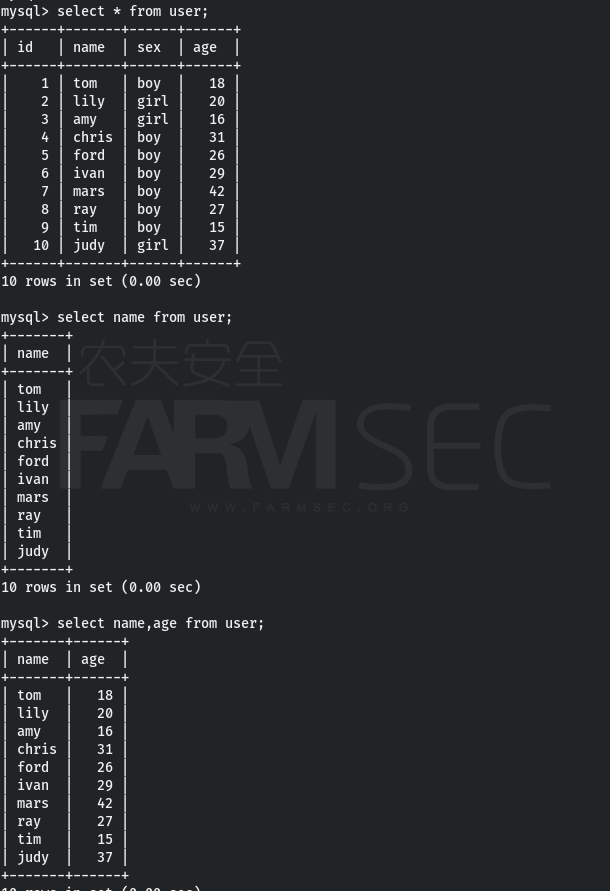 mysql> select * from user;
+------+-------+------+------+
| id   | name  | sex  | age  |
+------+-------+------+------+
|    1 | tom   | boy  |   18 |
|    2 | lily  | girl |   20 |
|    3 | amy   | girl |   16 |
|    4 | chris | boy  |   31 |
|    5 | ford  | boy  |   26 |
|    6 | ivan  | boy  |   29 |
|    7 | mars  | boy  |   42 |
|    8 | ray   | boy  |   27 |
|    9 | tim   | boy  |   15 |
|   10 | judy  | girl |   37 |
+------+-------+------+------+
10 rows in set (0.00 sec)
mysql> select name from user;
+-------+
| name  |
+-------+
| tom   |
| lily  |
| amy   |
| chris |
| ford  |
| ivan  |
| mars  |
| ray   |
| tim   |
| judy  |
+-------+
10 rows in set (0.00 sec)
农夫安全
FARMSEC
WWW.FARMSEC.ORG
mysql> select name,age from user;
+-------+------+
| name  | age  |
+-------+------+
| tom   |   18 |
| lily  |   20 |
| amy   |   16 |
| chris |   31 |
| ford  |   26 |
| ivan  |   29 |
| mars  |   42 |
| ray   |   27 |
| tim   |   15 |
| judy  |   37 |
+-------+------+